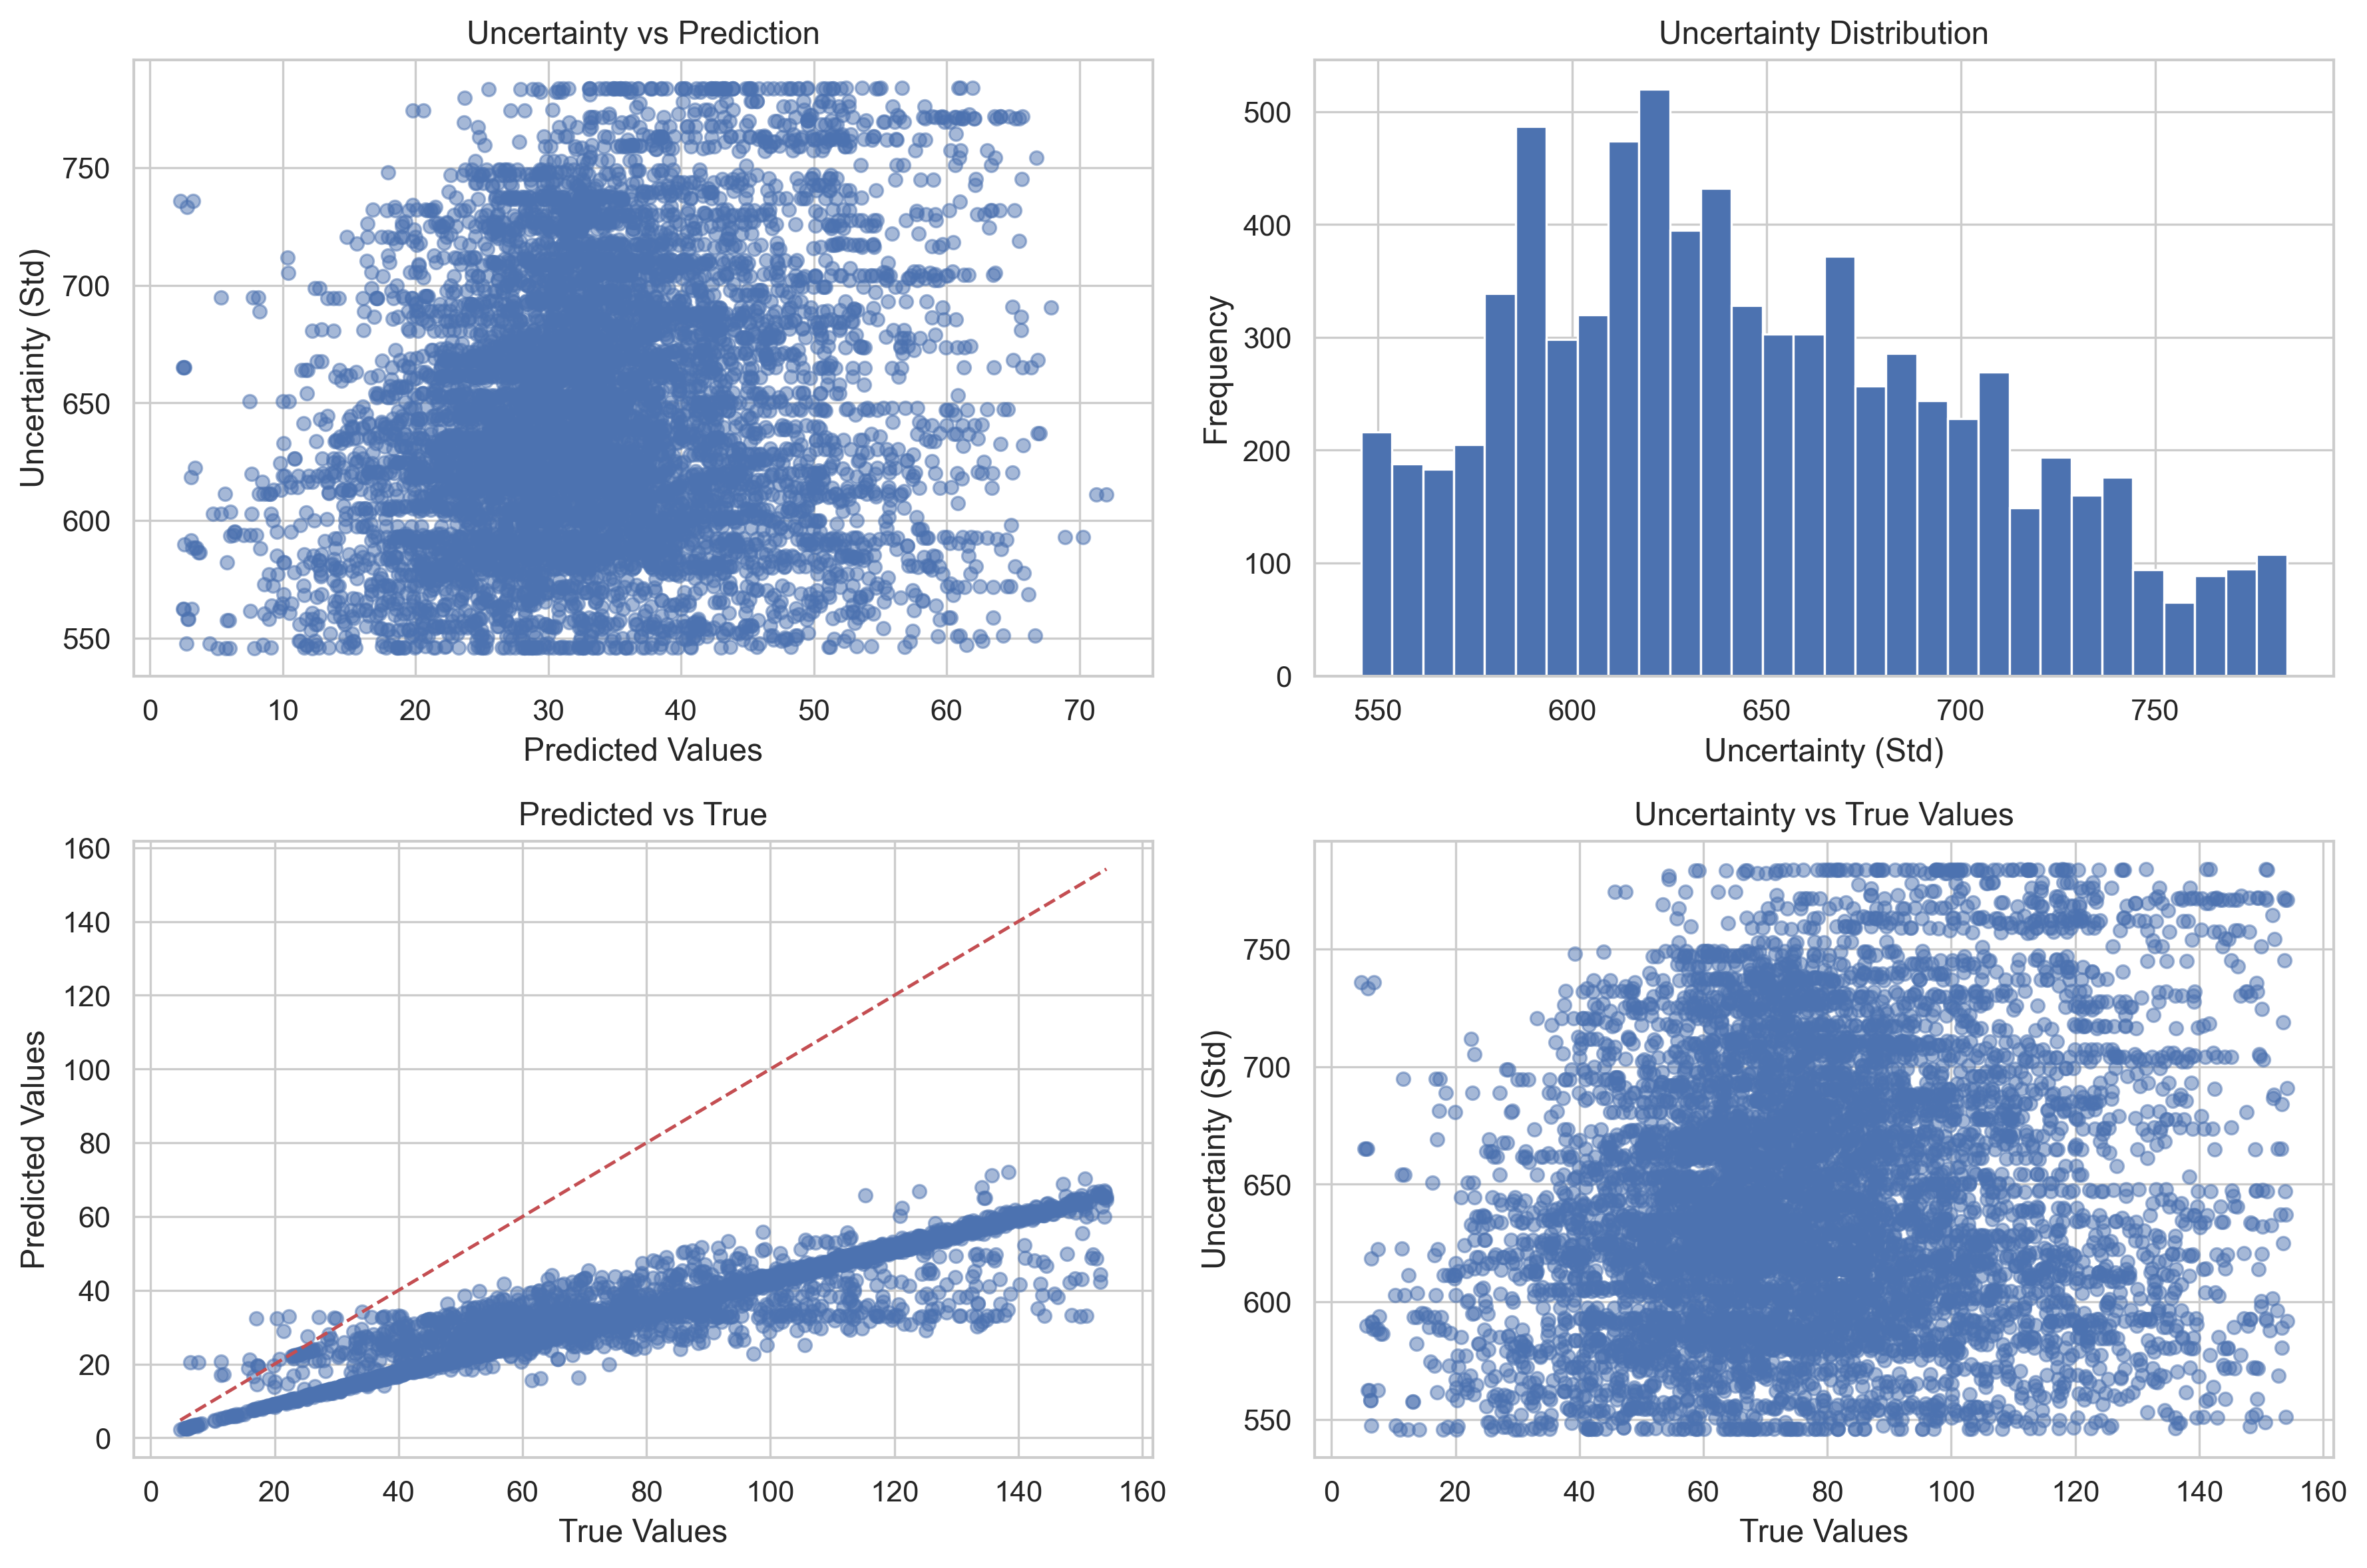 Uncertainty vs Prediction
Uncertainty (Std)
750
700
650
600
550
0 10 20 30 40 50 60 70
Predicted Values
Uncertainty Distribution
Frequency
500
400
300
200
100
0
550 600 650 700 750
Uncertainty (Std)
Predicted vs True
Predicted Values
160
140
120
100
80
60
40
20
0
0 20 40 60 80 100 120 140 160
True Values
Uncertainty vs True Values
Uncertainty (Std)
750
700
650
600
550
0 20 40 60 80 100 120 140 160
True Values